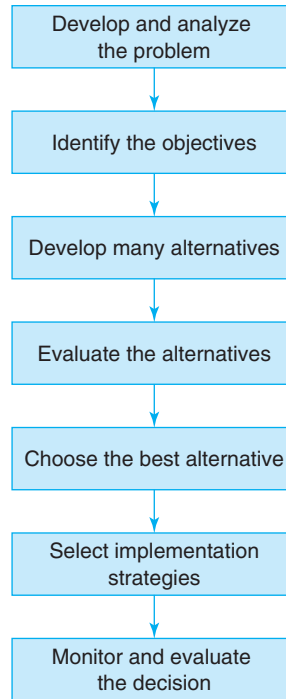 Develop and analyze
the problem
Identify the objectives
Develop many alternatives
Evaluate the alternatives
Choose the best alternative
Select implementation
strategies
Monitor and evaluate
the decision